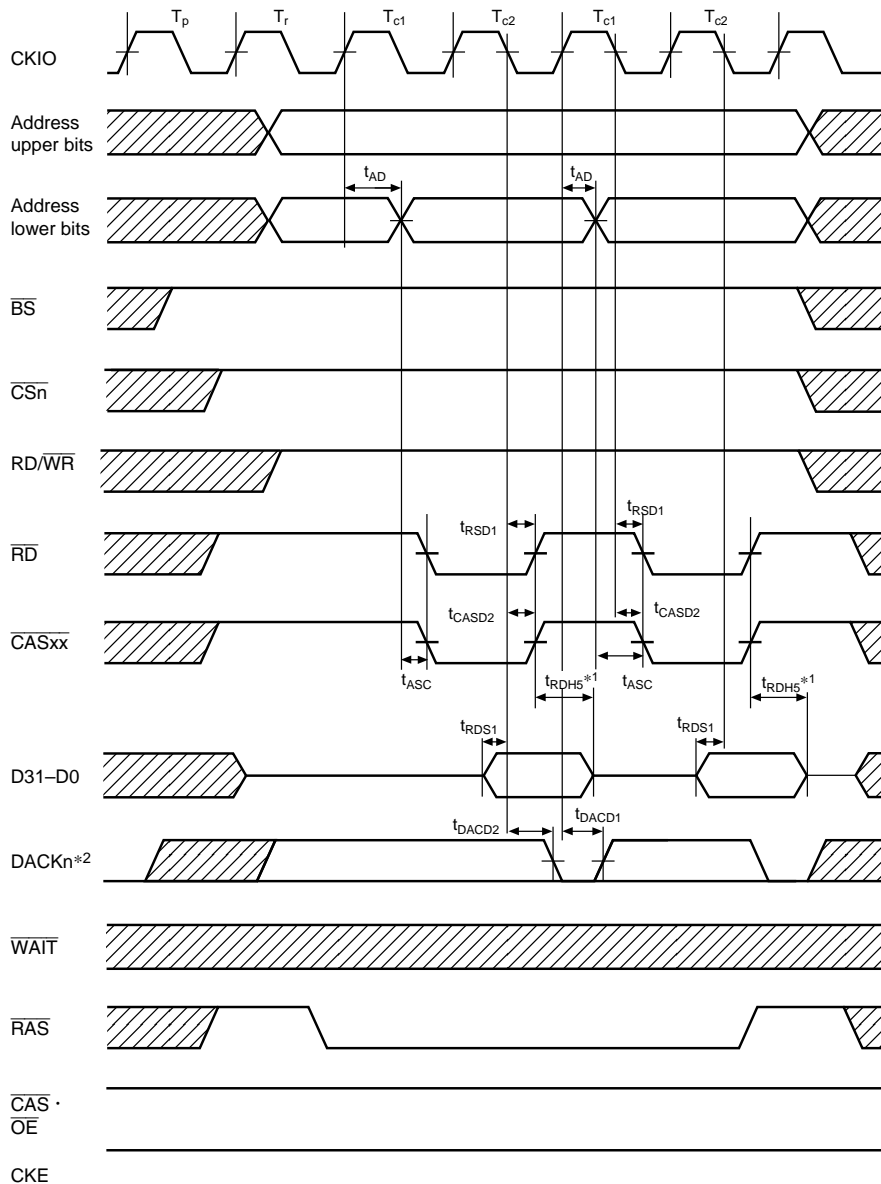 Tp Tr Tc1 Tc2 Tc1 Tc2
CKIO
Address
upper bits
tAD tAD
Address
lower bits
BS
CSn
RD/WR
tRSD1 tRSD1
RD
tCASD2 tCASD2
CASxx
tASC tRDH5*1 tASC tRDH5*1
tRDS1 tRDS1
D31–D0
tDACD2 tDACD1
DACKn*2
WAIT
RAS
CAS ·
OE
CKE